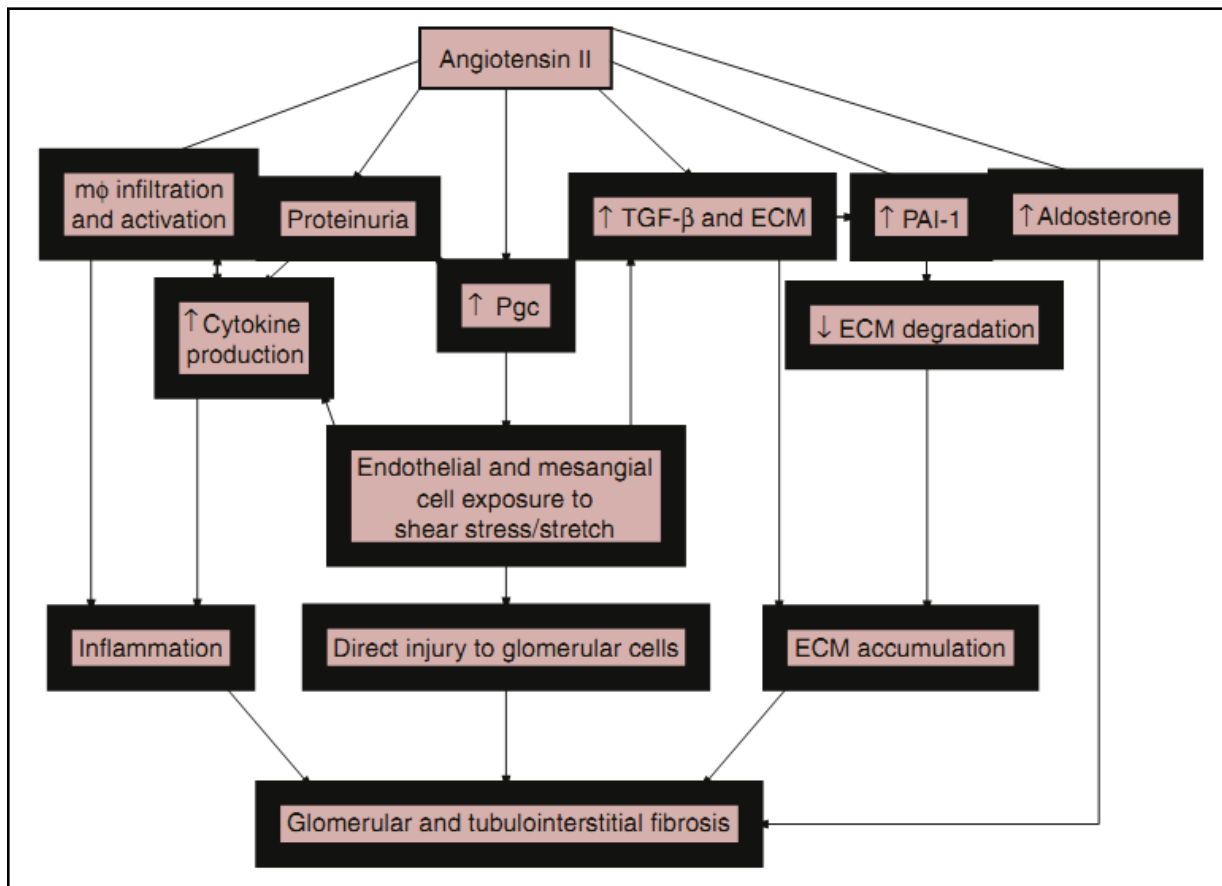 Angiotensin II
mϕ infiltration
and activation
Proteinuria
↑ TGF-β and ECM
↑ PAI-1
↑ Aldosterone
↑ Cytokine
production
↑ Pgc
↓ ECM degradation
Endothelial and mesangial
cell exposure to
shear stress/stretch
Inflammation
Direct injury to glomerular cells
ECM accumulation
Glomerular and tubulointerstitial fibrosis